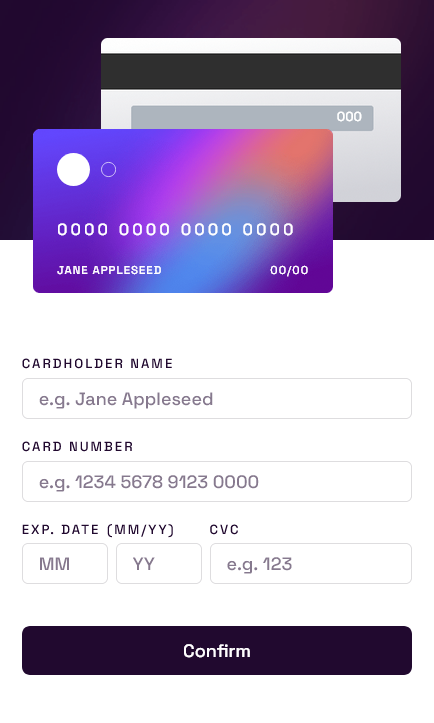 000
0000 0000 0000 0000
JANE APPLESEED 00/00
CARDHOLDER NAME
e.g. Jane Appleseed
CARD NUMBER
e.g. 1234 5678 9123 0000
EXP. DATE (MM/YY) CVC
MM YY e.g. 123
Confirm